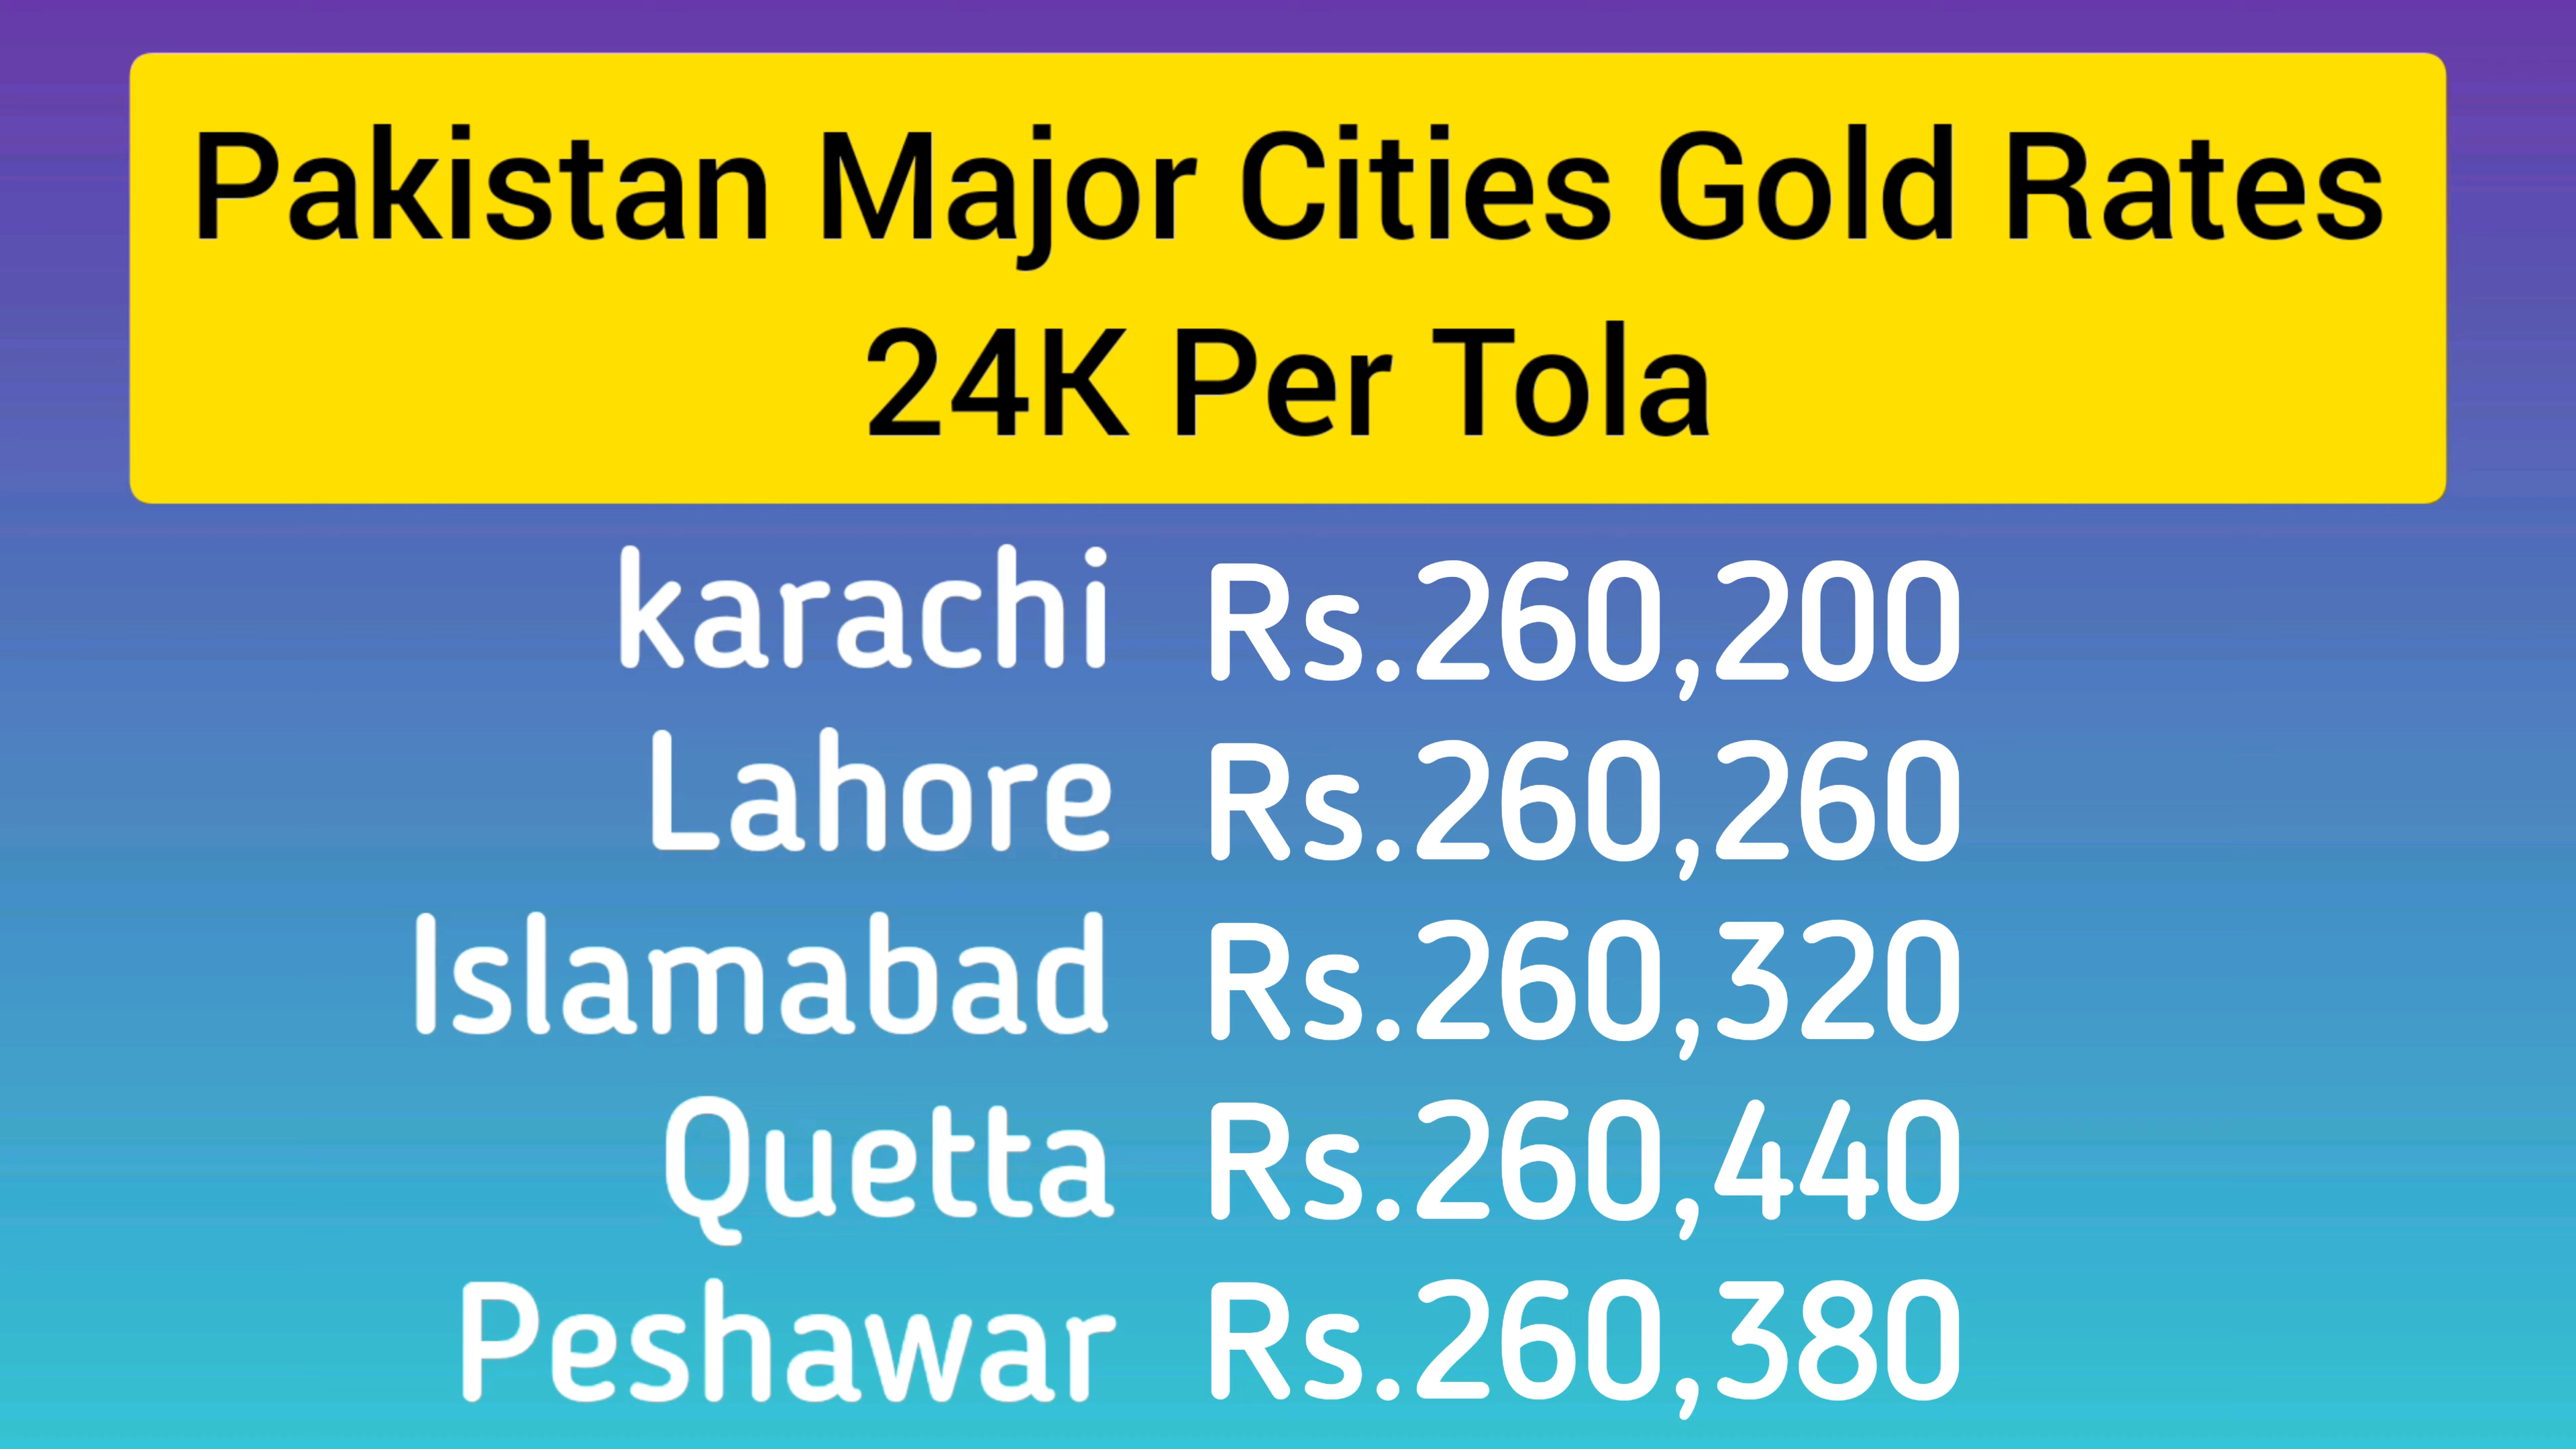 Pakistan Major Cities Gold Rates
24K Per Tola
karachi Rs.260,200
Lahore Rs.260,260
Islamabad Rs.260,320
Quetta Rs.260,440
Peshawar Rs.260,380